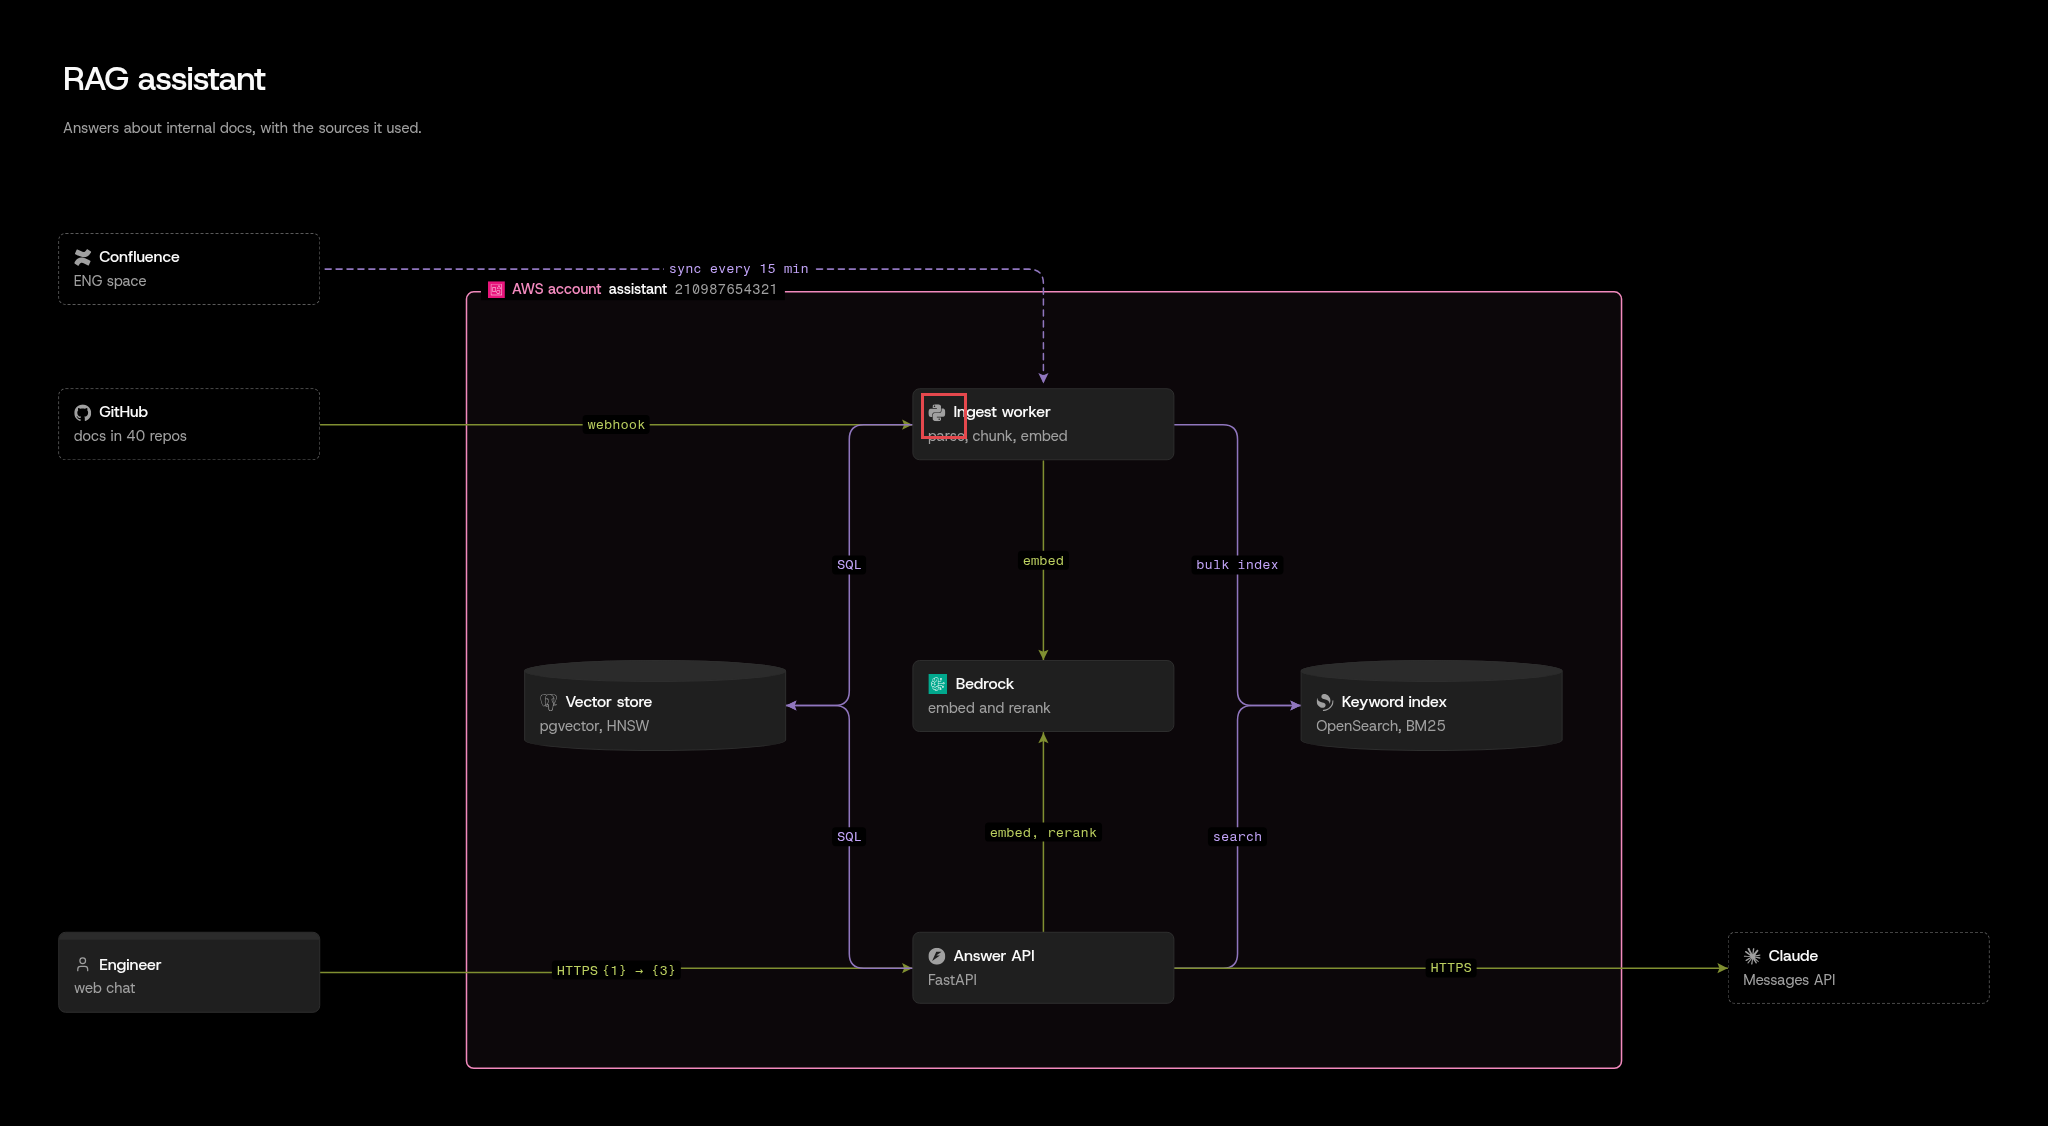 RAG assistant
Answers about internal docs, with the sources it used.
Confluence
ENG space
sync every 15 min
AWS account assistant 210987654321
GitHub
docs in 40 repos
webhook
Ingest worker
parse, chunk, embed
SQL
embed
bulk index
Vector store
pgvector, HNSW
Bedrock
embed and rerank
Keyword index
OpenSearch, BM25
SQL
embed, rerank
search
Engineer
web chat
HTTPS {1} → {3}
Answer API
FastAPI
HTTPS
Claude
Messages API